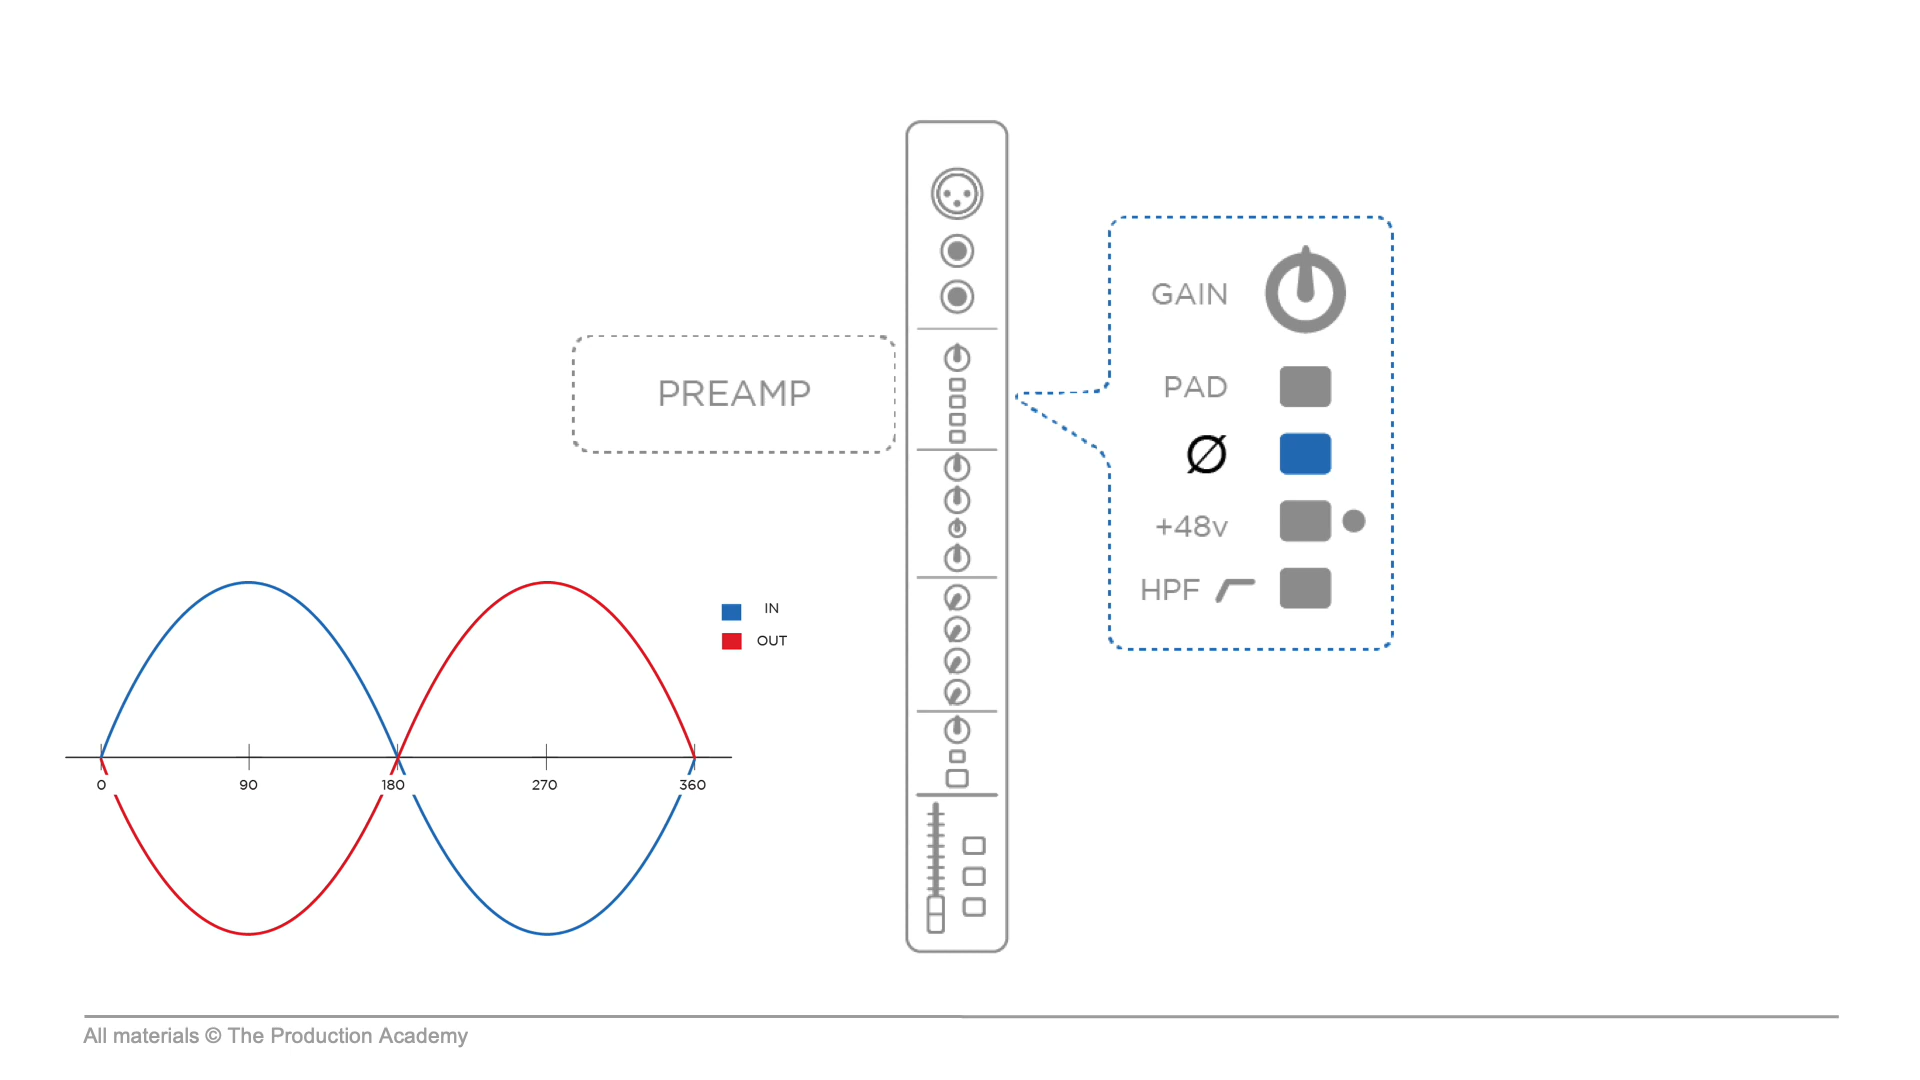 PREAMP
GAIN
PAD
Ø
+48v
HPF
IN
OUT
0 90 180 270 360
All materials © The Production Academy